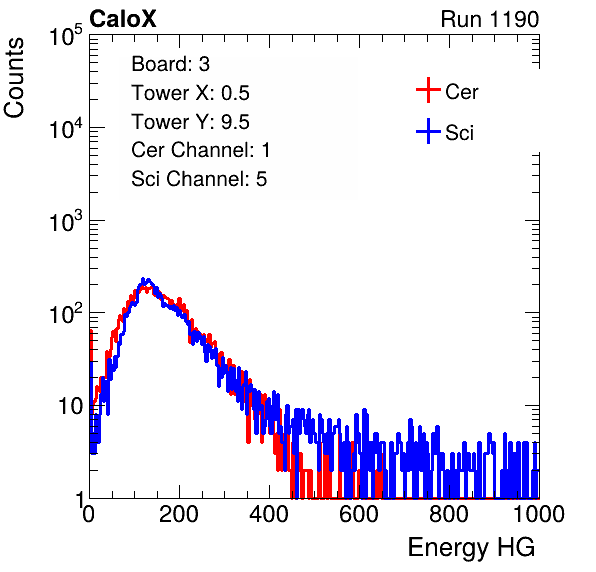 CaloX Run 1190
Counts
10^5
10^4
10^3
10^2
10
1
Board: 3
Tower X: 0.5
Tower Y: 9.5
Cer Channel: 1
Sci Channel: 5
Cer
Sci
0 200 400 600 800 1000
Energy HG